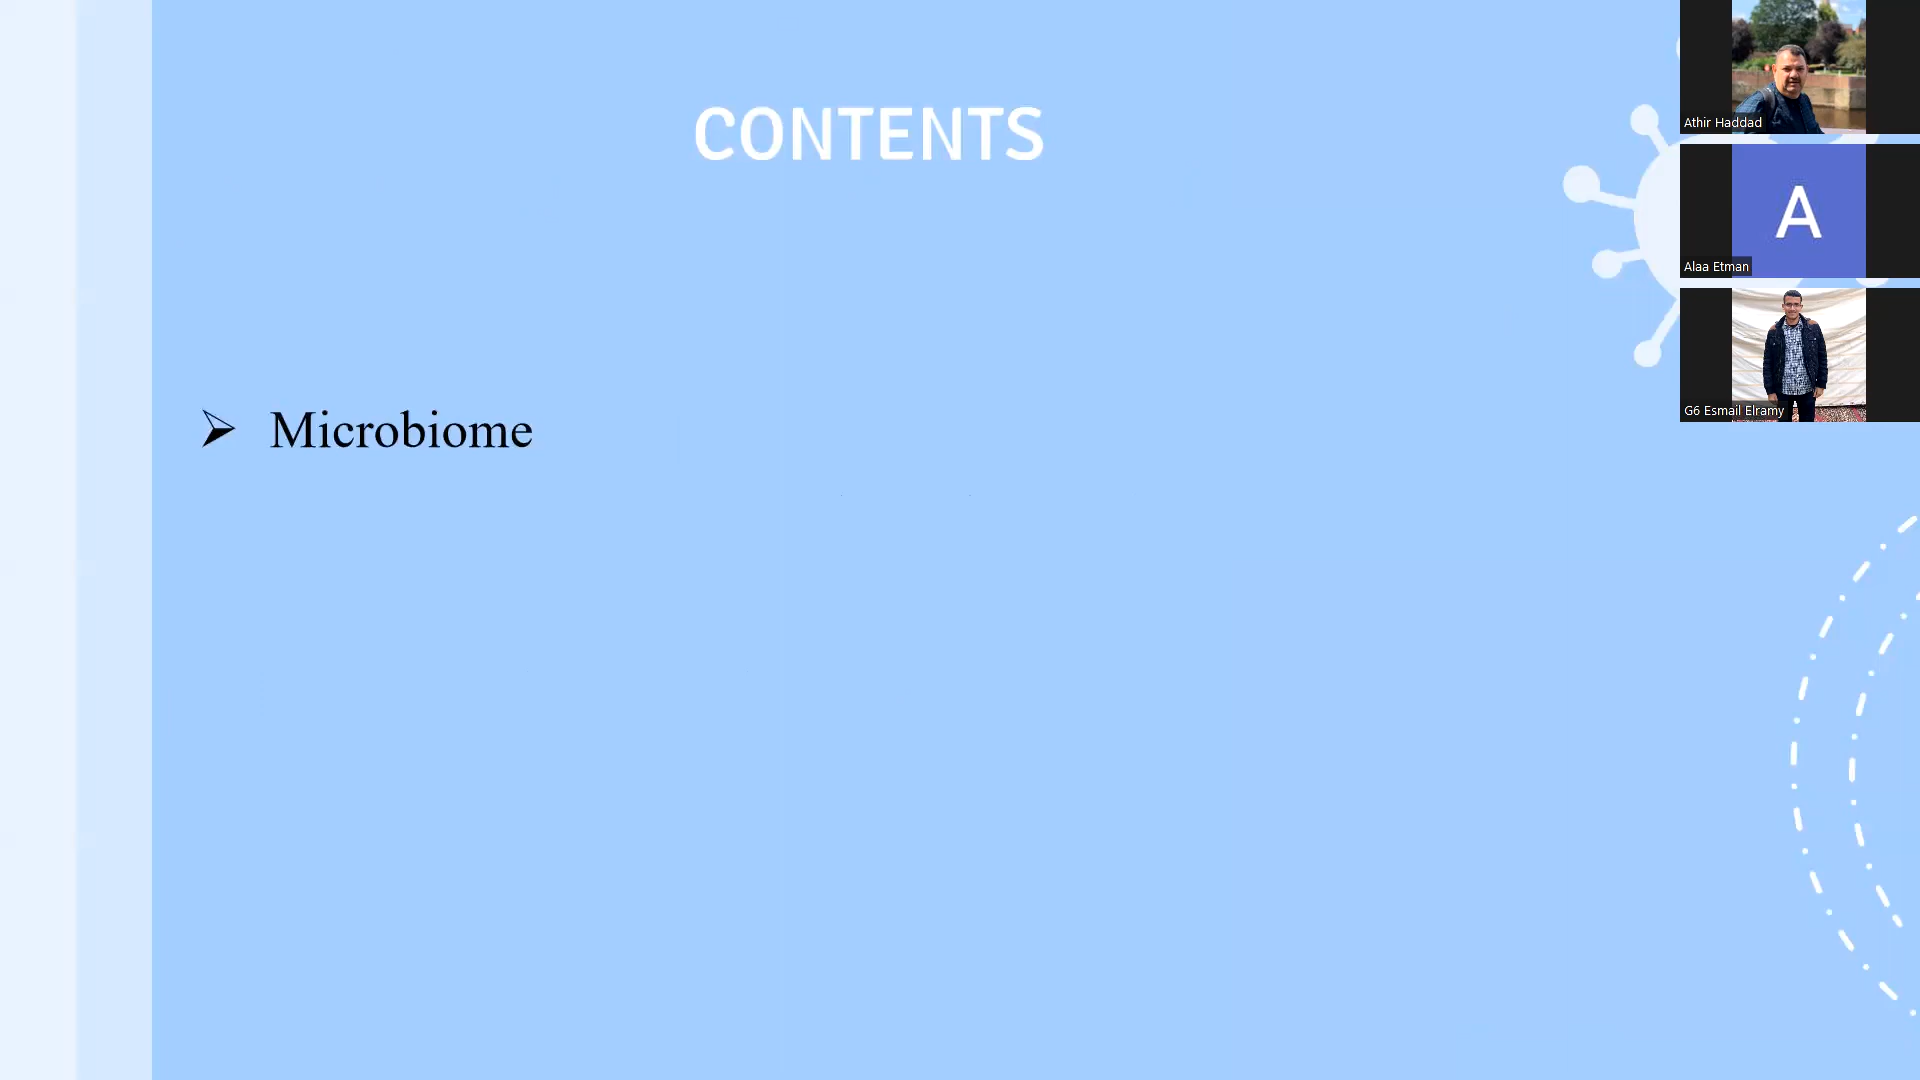 CONTENTS
➢ Microbiome
Athir Haddad
A
Alaa Etman
G6 Esmail Elramy